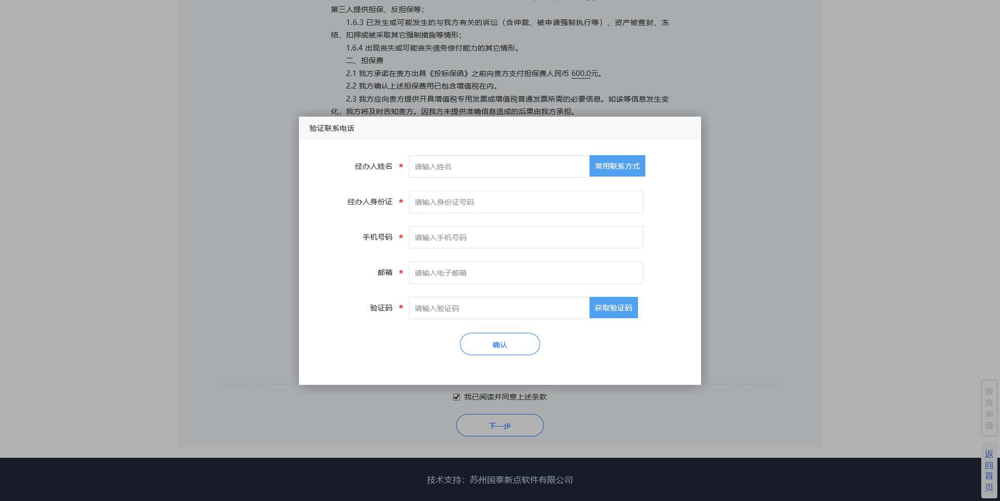 第三人提供担保、反担保等；
1.6.3 已发生或可能发生的与我方有关的诉讼（含仲裁、被申请强制执行等）、资产被查封、冻
结、扣押或被采取其它强制措施等情形；
1.6.4 出现丧失或可能丧失债务偿付能力的其它情形。
二、担保费
2.1 我方承诺在贵方出具《投标保函》之前向贵方支付担保费人民币 600.0元。
2.2 我方确认上述担保费用已包含增值税在内。
2.3 我方应向贵方提供开具增值税专用发票或增值税普通发票所需的必要信息。如该等信息发生变
化，我方将及时告知贵方。因我方未提供准确信息造成的后果由我方承担。
验证联系电话
经办人姓名 * 请输入姓名 常用联系方式
经办人身份证 * 请输入身份证号码
手机号码 * 请输入手机号码
邮箱 * 请输入电子邮箱
验证码 * 请输入验证码 获取验证码
确认
我已阅读并同意上述条款
下一步
放弃申请
返回首页
技术支持：苏州国泰新点软件有限公司